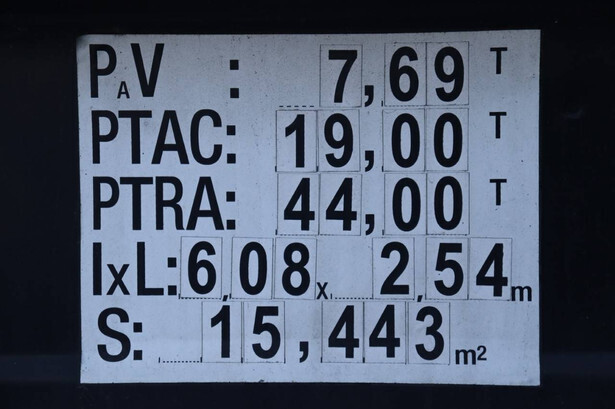 PAV : 7,69 T
PTAC: 19,00 T
PTRA: 44,00 T
IxL: 6,08 x 2,54 m
S: 15,443 m²